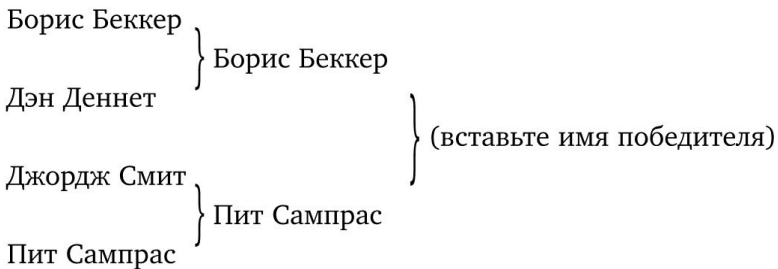 Борис Беккер
Борис Беккер
Дэн Деннет
(вставьте имя победителя)
Джордж Смит
Пит Сампрас
Пит Сампрас